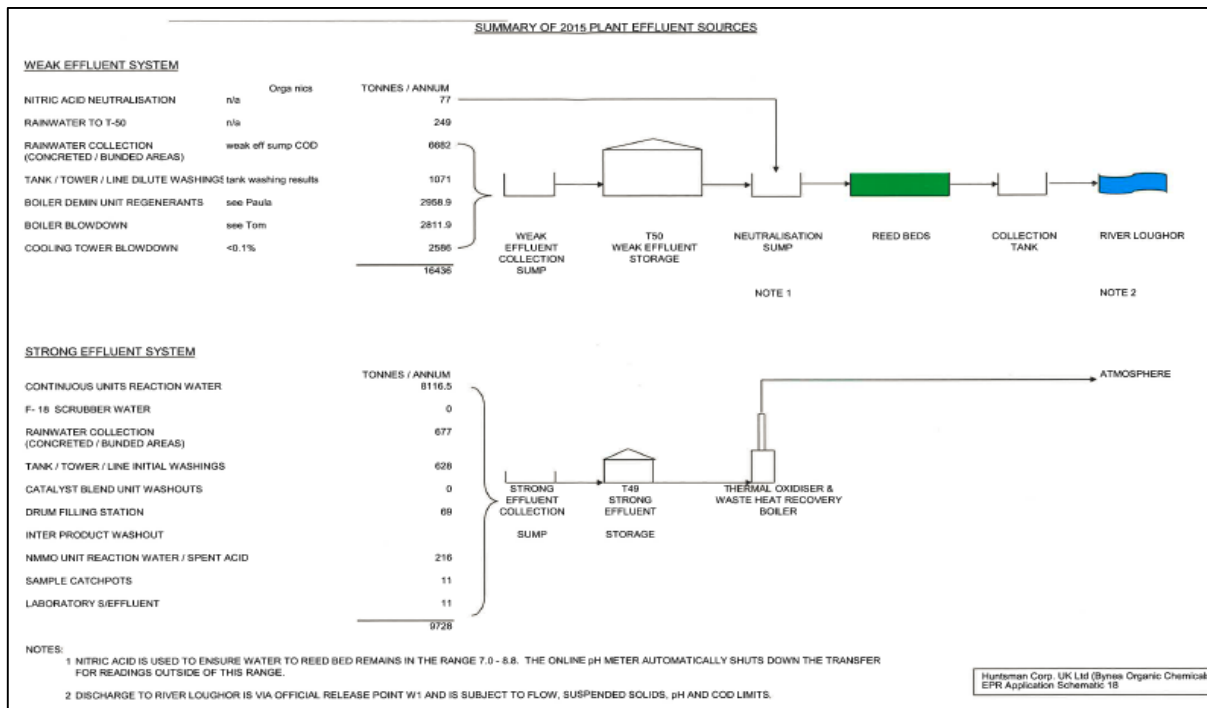 SUMMARY OF 2015 PLANT EFFLUENT SOURCES
WEAK EFFLUENT SYSTEM
Orga nics TONNES / ANNUM
NITRIC ACID NEUTRALISATION n/a 77
RAINWATER TO T-50 n/a 249
RAINWATER COLLECTION weak eff sump COD 6682
(CONCRETED / BUNDED AREAS)
TANK / TOWER / LINE DILUTE WASHINGS tank washing results 1071
BOILER DEMIN UNIT REGENERANTS see Paula 2958.9
BOILER BLOWDOWN see Tom 2811.9
COOLING TOWER BLOWDOWN <0.1% 2586
16436
WEAK EFFLUENT COLLECTION SUMP
T50 WEAK EFFLUENT STORAGE
NEUTRALISATION SUMP
REED BEDS
COLLECTION TANK
RIVER LOUGHOR
NOTE 1
NOTE 2
STRONG EFFLUENT SYSTEM
TONNES / ANNUM
CONTINUOUS UNITS REACTION WATER 8116.5
F- 18 SCRUBBER WATER 0
RAINWATER COLLECTION 677
(CONCRETED / BUNDED AREAS)
TANK / TOWER / LINE INITIAL WASHINGS 628
CATALYST BLEND UNIT WASHOUTS 0
DRUM FILLING STATION 69
INTER PRODUCT WASHOUT
NMMO UNIT REACTION WATER / SPENT ACID 216
SAMPLE CATCHPOTS 11
LABORATORY S/EFFLUENT 11
9728
STRONG EFFLUENT COLLECTION SUMP
T49 STRONG EFFLUENT STORAGE
THERMAL OXIDISER & WASTE HEAT RECOVERY BOILER
ATMOSPHERE
NOTES:
1 NITRIC ACID IS USED TO ENSURE WATER TO REED BED REMAINS IN THE RANGE 7.0 - 8.8. THE ONLINE pH METER AUTOMATICALLY SHUTS DOWN THE TRANSFER
FOR READINGS OUTSIDE OF THIS RANGE.
2 DISCHARGE TO RIVER LOUGHOR IS VIA OFFICIAL RELEASE POINT W1 AND IS SUBJECT TO FLOW, SUSPENDED SOLIDS, pH AND COD LIMITS.
Huntsman Corp. UK Ltd (Bynea Organic Chemicals
EPR Application Schematic 18